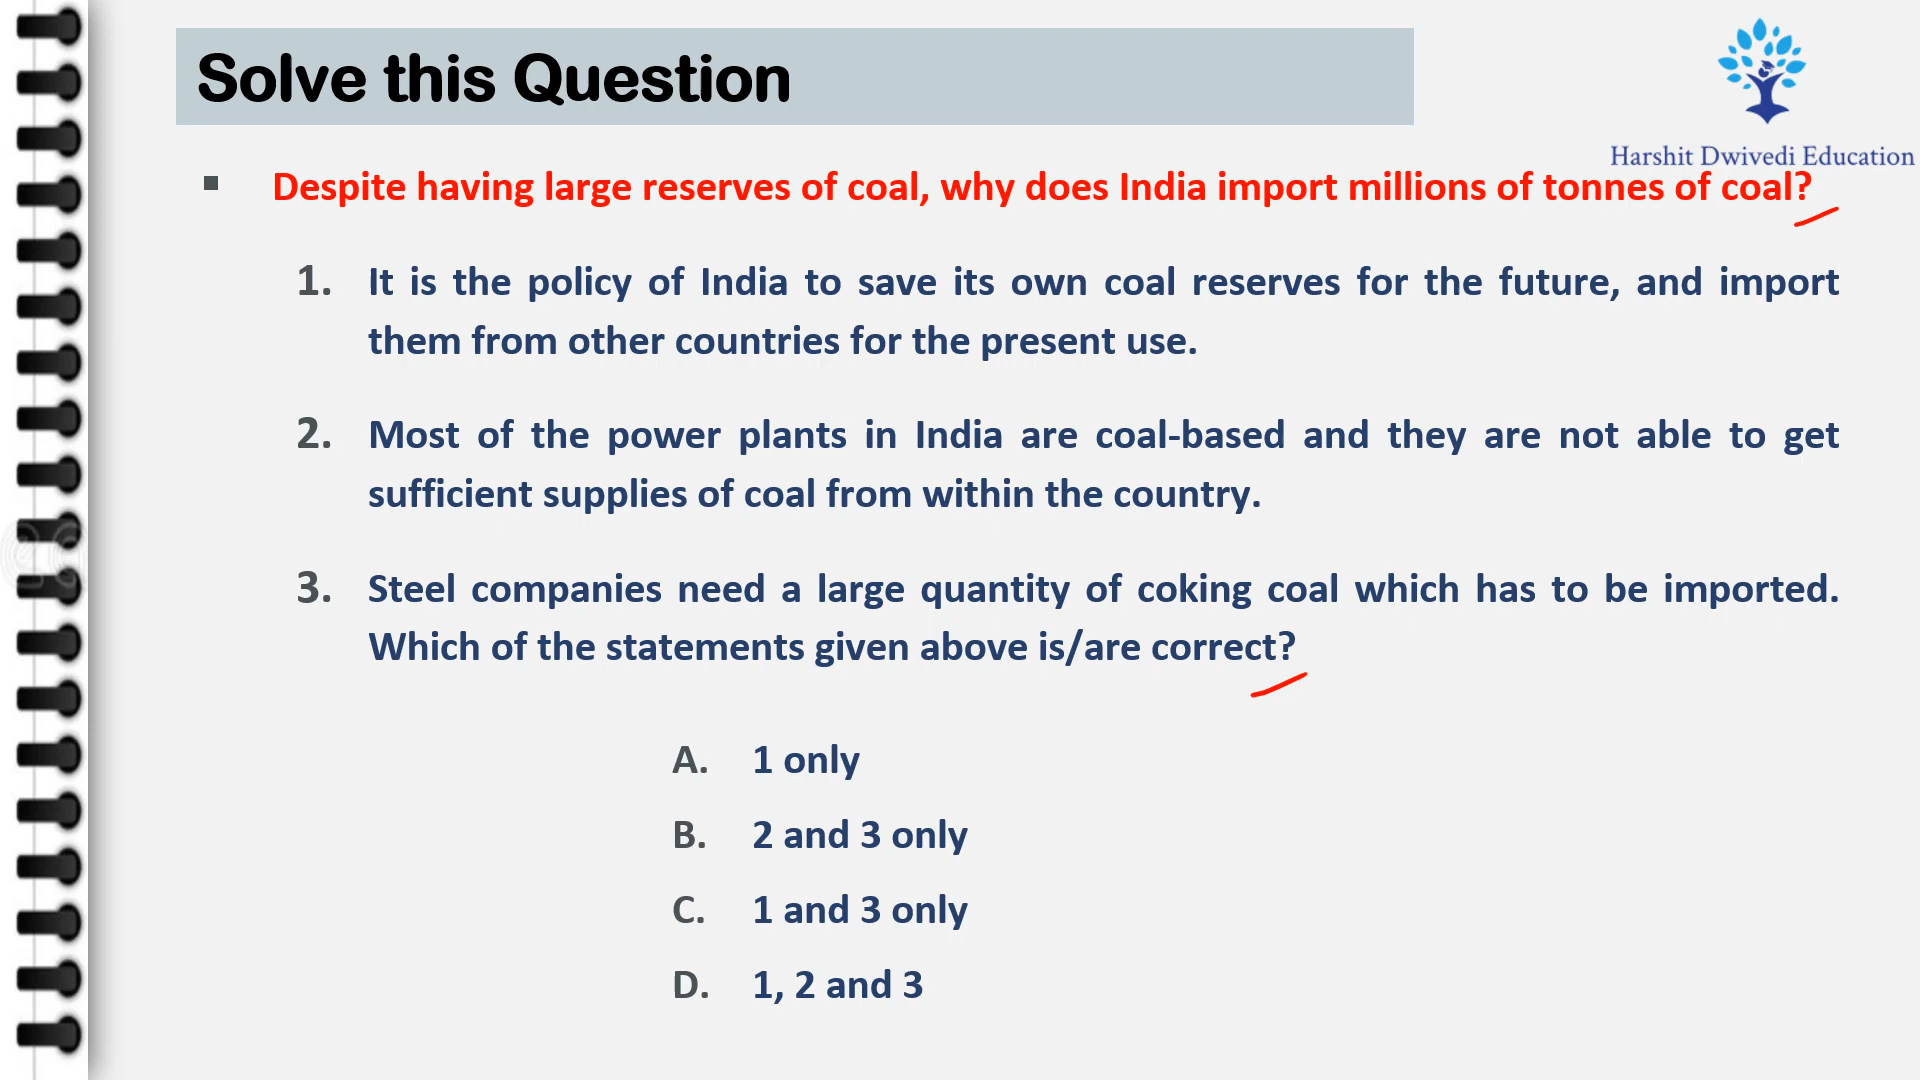 Solve this Question
Harshit Dwivedi Education
▪ Despite having large reserves of coal, why does India import millions of tonnes of coal?
1. It is the policy of India to save its own coal reserves for the future, and import
them from other countries for the present use.
2. Most of the power plants in India are coal-based and they are not able to get
sufficient supplies of coal from within the country.
3. Steel companies need a large quantity of coking coal which has to be imported.
Which of the statements given above is/are correct?
A. 1 only
B. 2 and 3 only
C. 1 and 3 only
D. 1, 2 and 3